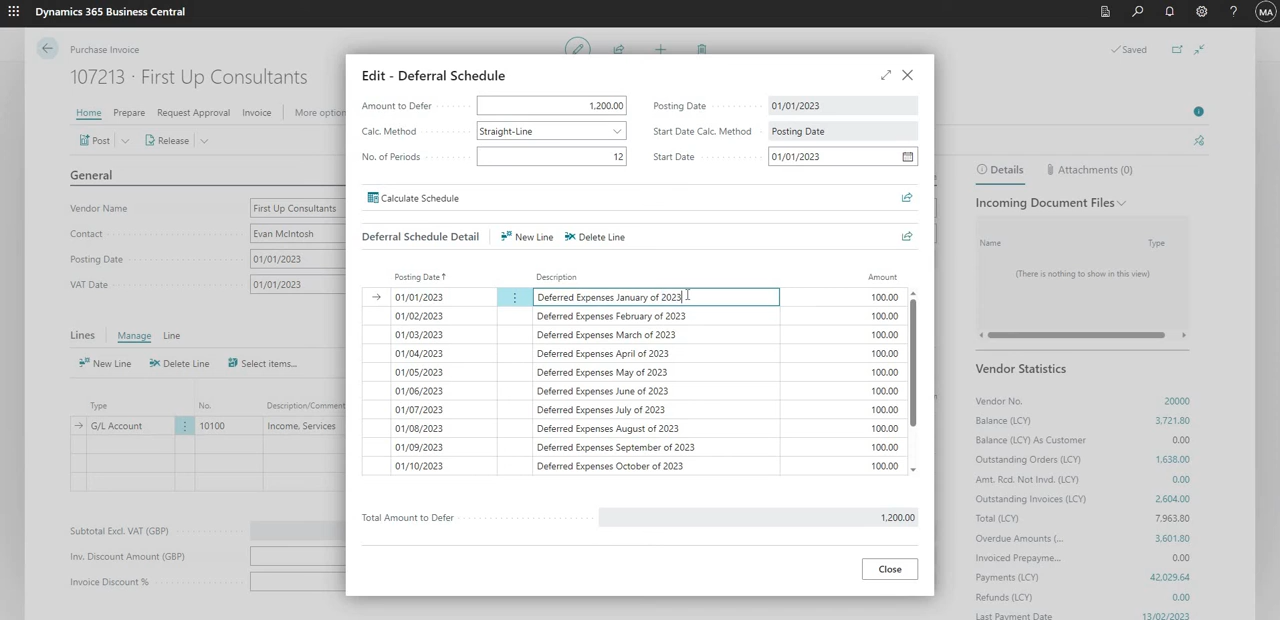 Dynamics 365 Business Central
MA
Purchase Invoice
Saved
107213 · First Up Consultants
Home Prepare Request Approval Invoice More option
Post Release
General
Vendor Name First Up Consultants
Contact Evan McIntosh
Posting Date 01/01/2023
VAT Date 01/01/2023
Lines Manage Line
New Line Delete Line Select items...
Type No. Description/Comment
G/L Account 10100 Income, Services
Subtotal Excl. VAT (GBP)
Inv. Discount Amount (GBP)
Invoice Discount %
Edit - Deferral Schedule
Amount to Defer 1,200.00 Posting Date 01/01/2023
Calc. Method Straight-Line Start Date Calc. Method Posting Date
No. of Periods 12 Start Date 01/01/2023
Calculate Schedule
Deferral Schedule Detail New Line Delete Line
Posting Date↑ Description Amount
01/01/2023 Deferred Expenses January of 2023 100.00
01/02/2023 Deferred Expenses February of 2023 100.00
01/03/2023 Deferred Expenses March of 2023 100.00
01/04/2023 Deferred Expenses April of 2023 100.00
01/05/2023 Deferred Expenses May of 2023 100.00
01/06/2023 Deferred Expenses June of 2023 100.00
01/07/2023 Deferred Expenses July of 2023 100.00
01/08/2023 Deferred Expenses August of 2023 100.00
01/09/2023 Deferred Expenses September of 2023 100.00
01/10/2023 Deferred Expenses October of 2023 100.00
Total Amount to Defer 1,200.00
Close
Details Attachments (0)
Incoming Document Files
Name Type
(There is nothing to show in this view)
Vendor Statistics
Vendor No. 20000
Balance (LCY) 3,721.80
Balance (LCY) As Customer 0.00
Outstanding Orders (LCY) 1,638.00
Amt. Rcd. Not Invd. (LCY) 0.00
Outstanding Invoices (LCY) 2,604.00
Total (LCY) 7,963.80
Overdue Amounts (... 3,601.80
Invoiced Prepayme... 0.00
Payments (LCY) 42,029.64
Refunds (LCY) 0.00
Last Payment Date 13/02/2023